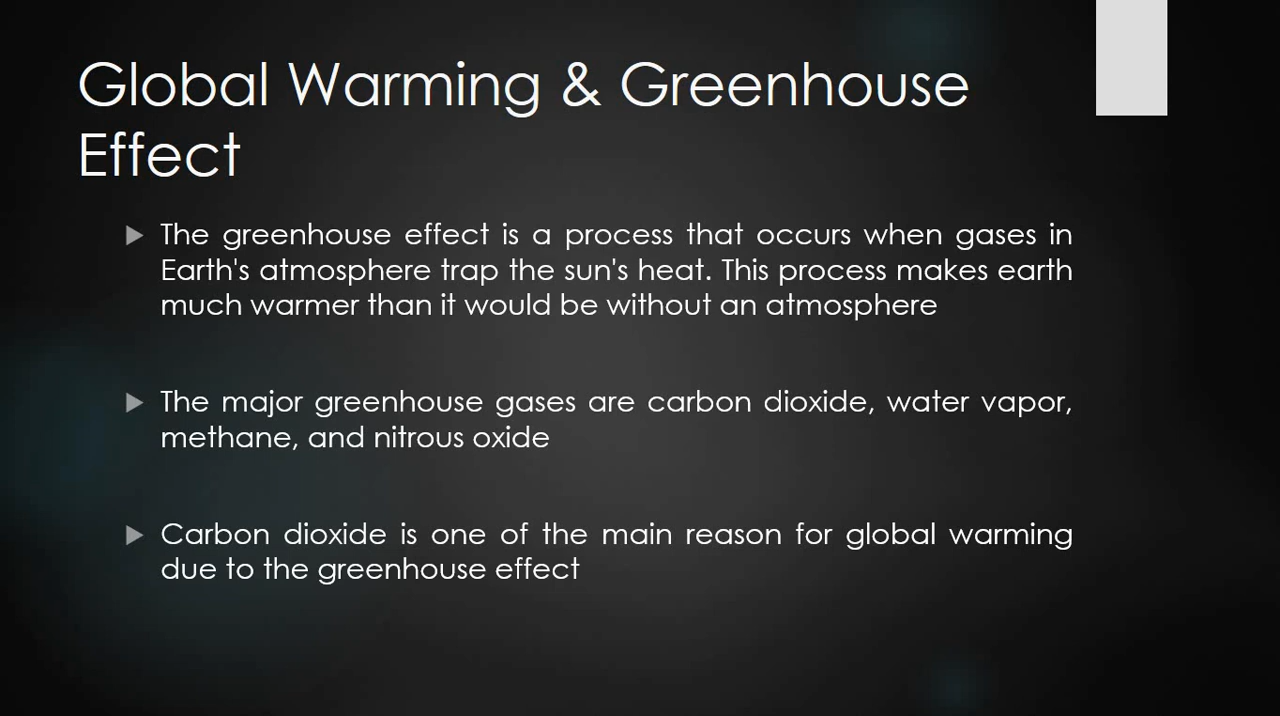 Global Warming & Greenhouse
Effect
The greenhouse effect is a process that occurs when gases in
Earth's atmosphere trap the sun's heat. This process makes earth
much warmer than it would be without an atmosphere
The major greenhouse gases are carbon dioxide, water vapor,
methane, and nitrous oxide
Carbon dioxide is one of the main reason for global warming
due to the greenhouse effect